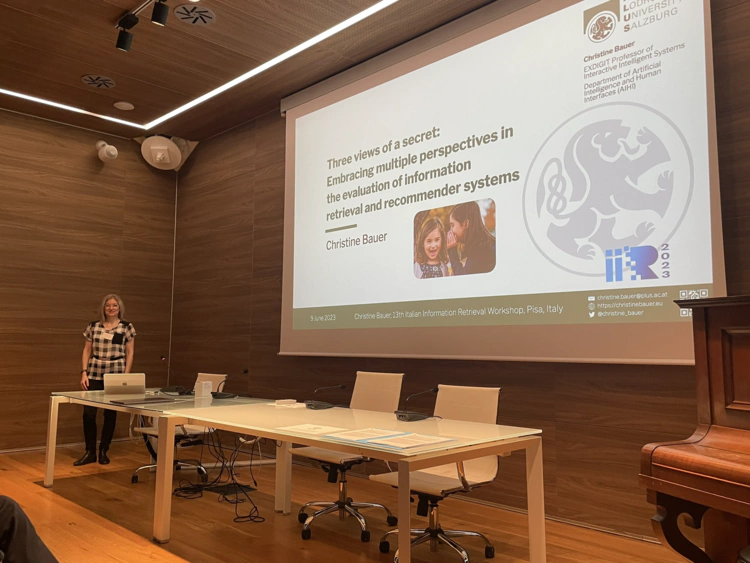 LODRON
UNIVERSITY
SALZBURG
Christine Bauer
EXDIGIT Professor of
Interactive Intelligent Systems
Department of Artificial
Intelligence and Human
Interfaces (AIHI)
Three views of a secret:
Embracing multiple perspectives in
the evaluation of information
retrieval and recommender systems
Christine Bauer
iiR
2023
9 June 2023
Christine Bauer, 13th Italian Information Retrieval Workshop, Pisa, Italy
christine.bauer@plus.ac.at
https://christinebauer.eu
@christine_bauer